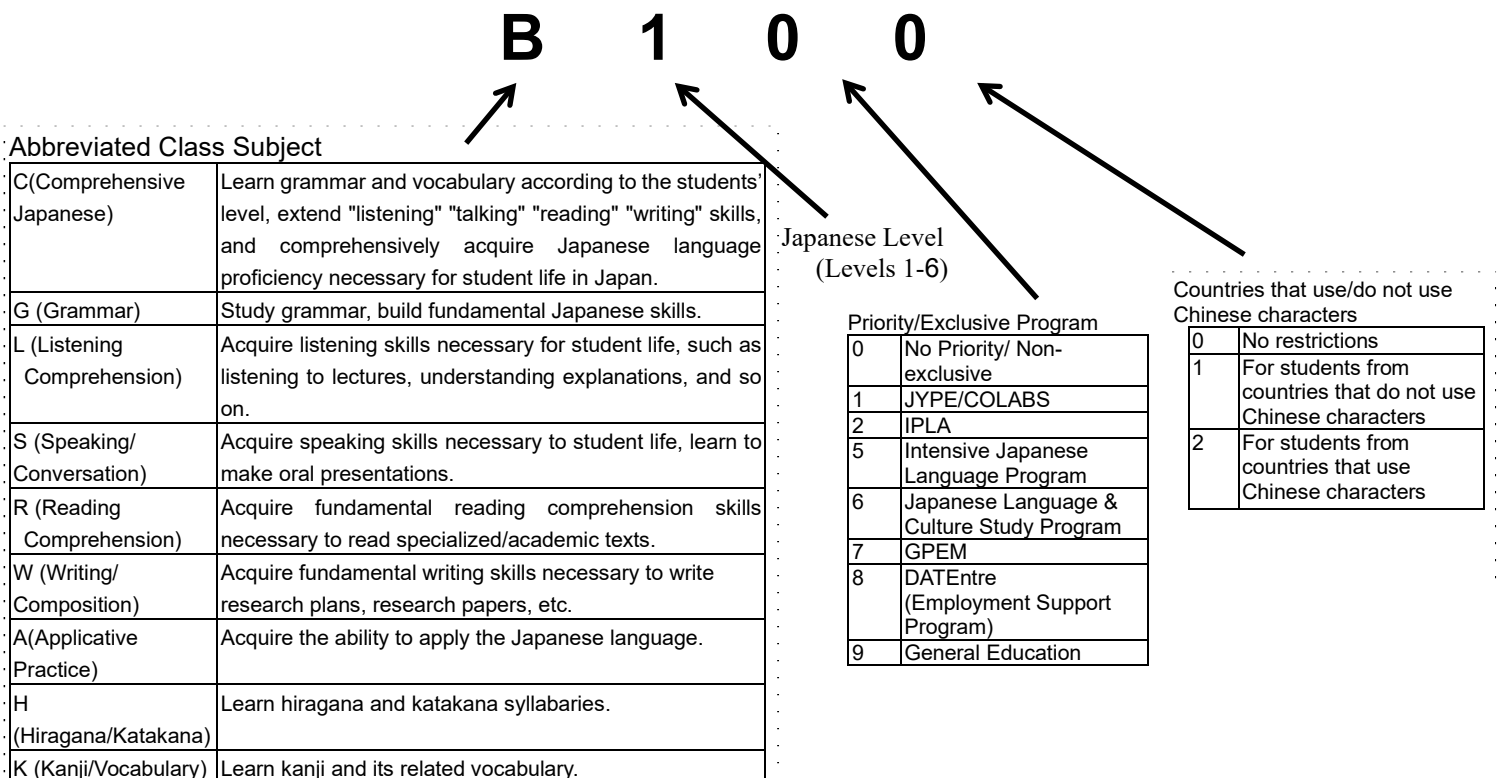 B 1 0 0
Abbreviated Class Subject
C(Comprehensive
Japanese)
Learn grammar and vocabulary according to the students’
level, extend "listening" "talking" "reading" "writing" skills,
and comprehensively acquire Japanese language
proficiency necessary for student life in Japan.
G (Grammar)
Study grammar, build fundamental Japanese skills.
L (Listening
Comprehension)
Acquire listening skills necessary for student life, such as
listening to lectures, understanding explanations, and so
on.
S (Speaking/
Conversation)
Acquire speaking skills necessary to student life, learn to
make oral presentations.
R (Reading
Comprehension)
Acquire fundamental reading comprehension skills
necessary to read specialized/academic texts.
W (Writing/
Composition)
Acquire fundamental writing skills necessary to write
research plans, research papers, etc.
A(Applicative
Practice)
Acquire the ability to apply the Japanese language.
H
(Hiragana/Katakana)
Learn hiragana and katakana syllabaries.
K (Kanji/Vocabulary)
Learn kanji and its related vocabulary.
Japanese Level
(Levels 1-6)
Priority/Exclusive Program
0 No Priority/ Non-
exclusive
1 JYPE/COLABS
2 IPLA
5 Intensive Japanese
Language Program
6 Japanese Language &
Culture Study Program
7 GPEM
8 DATEntre
(Employment Support
Program)
9 General Education
Countries that use/do not use
Chinese characters
0 No restrictions
1 For students from
countries that do not use
Chinese characters
2 For students from
countries that use
Chinese characters